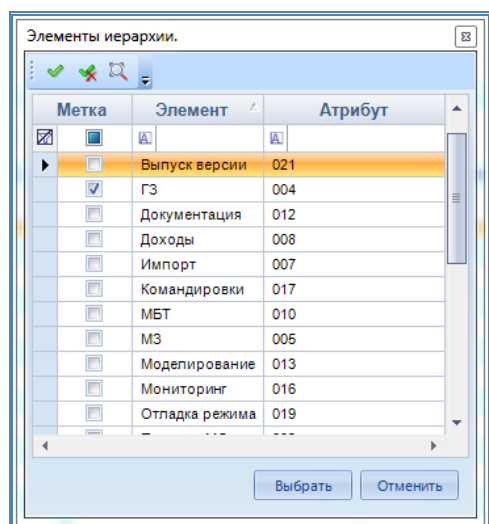 Элементы иерархии.
Метка Элемент Атрибут
Выпуск версии 021
ГЗ 004
Документация 012
Доходы 008
Импорт 007
Командировки 017
МБТ 010
МЗ 005
Моделирование 013
Мониторинг 016
Отладка режима 019
Выбрать Отменить